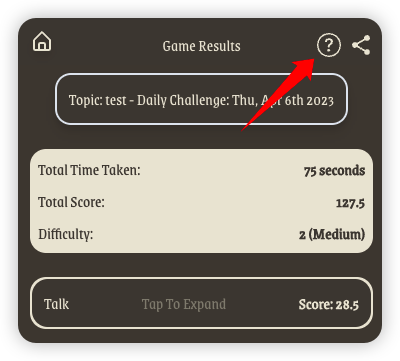 Game Results
?
Topic: test - Daily Challenge: Thu, Apr 6th 2023
Total Time Taken: 75 seconds
Total Score: 127.5
Difficulty: 2 (Medium)
Talk Tap To Expand Score: 28.5